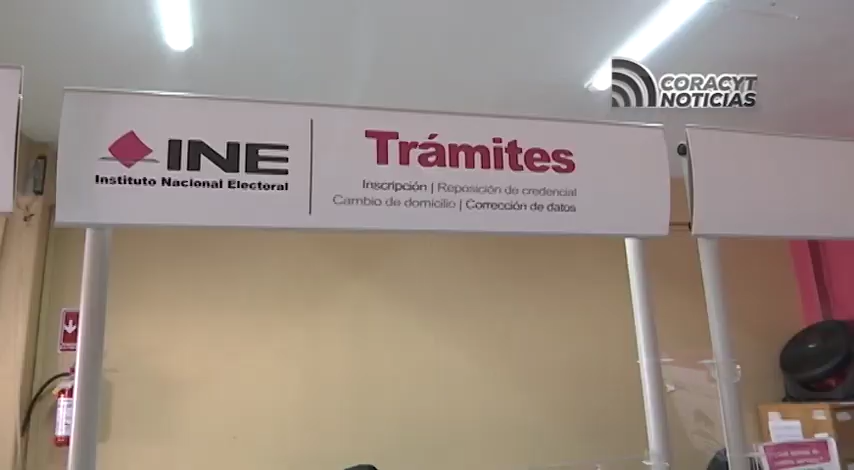 CORACYT
NOTICIAS
INE
Instituto Nacional Electoral
Trámites
Inscripción | Reposición de credencial
Cambio de domicilio | Corrección de datos